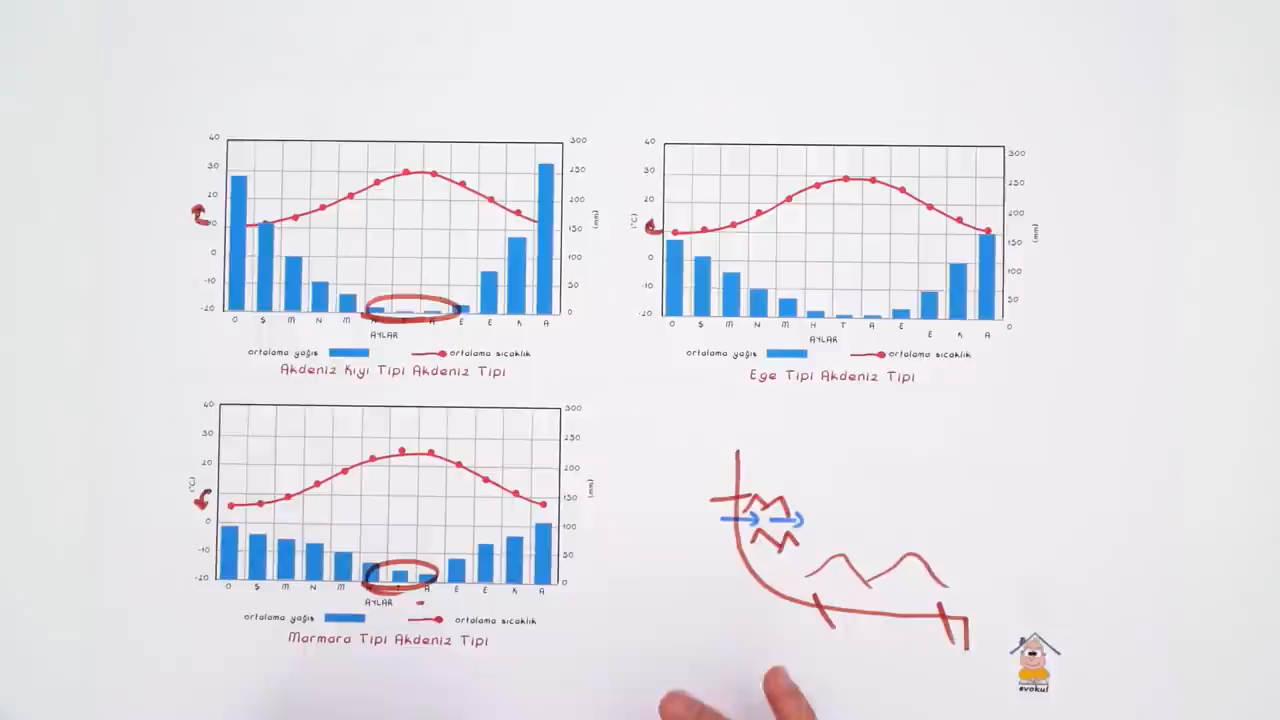 40
30
20
10
0
-10
-20
(°C)
300
250
200
150
100
50
0
(mm)
O Ş M N M H T A E E K A
AYLAR
ortalama yağış
ortalama sıcaklık
Akdeniz Kıyı Tipi Akdeniz Tipi
40
30
20
0
-10
-20
(°C)
300
250
200
150
100
50
0
(mm)
O Ş M N M H T A E E K A
AYLAR
ortalama yağış
ortalama sıcaklık
Ege Tipi Akdeniz Tipi
40
30
20
0
-10
-20
(°C)
300
250
200
150
100
50
0
(mm)
O Ş M N M T A E E K A
AYLAR
ortalama yağış
ortalama sıcaklık
Marmara Tipi Akdeniz Tipi
evokul